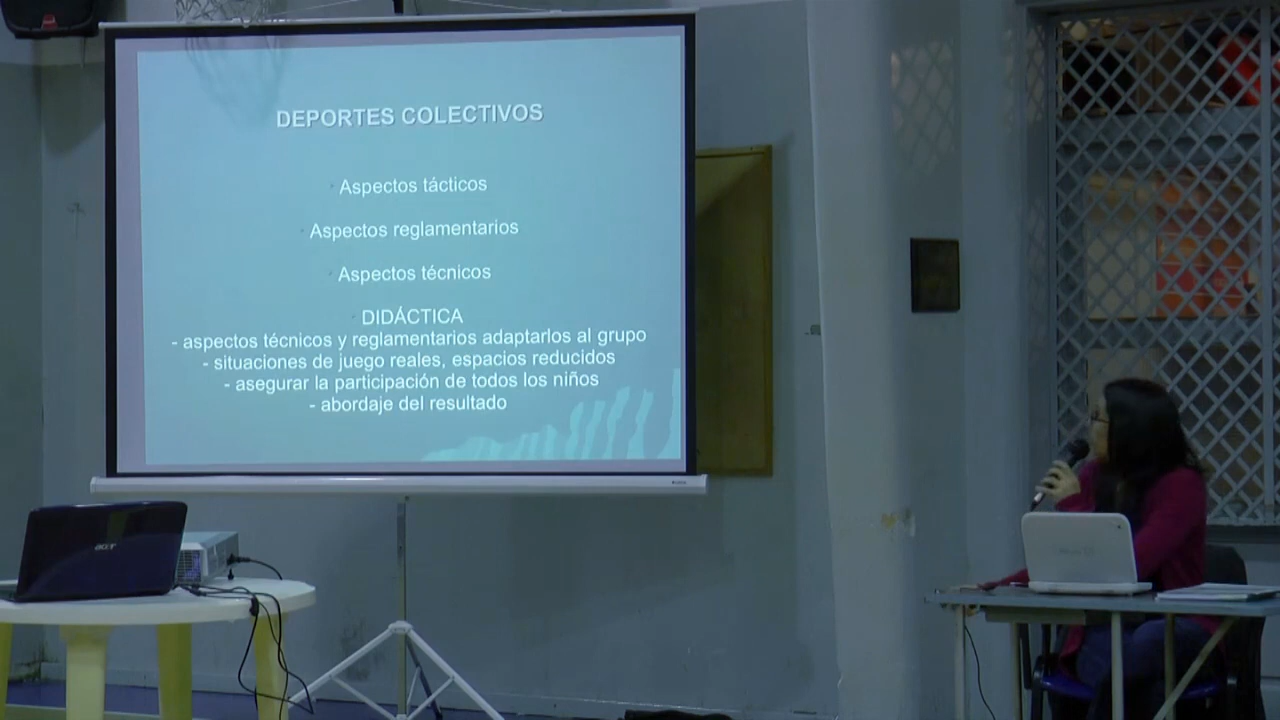 DEPORTES COLECTIVOS
Aspectos tácticos
Aspectos reglamentarios
Aspectos técnicos
DIDÁCTICA
- aspectos técnicos y reglamentarios adaptarlos al grupo
- situaciones de juego reales, espacios reducidos
- asegurar la participación de todos los niños
- abordaje del resultado
acer